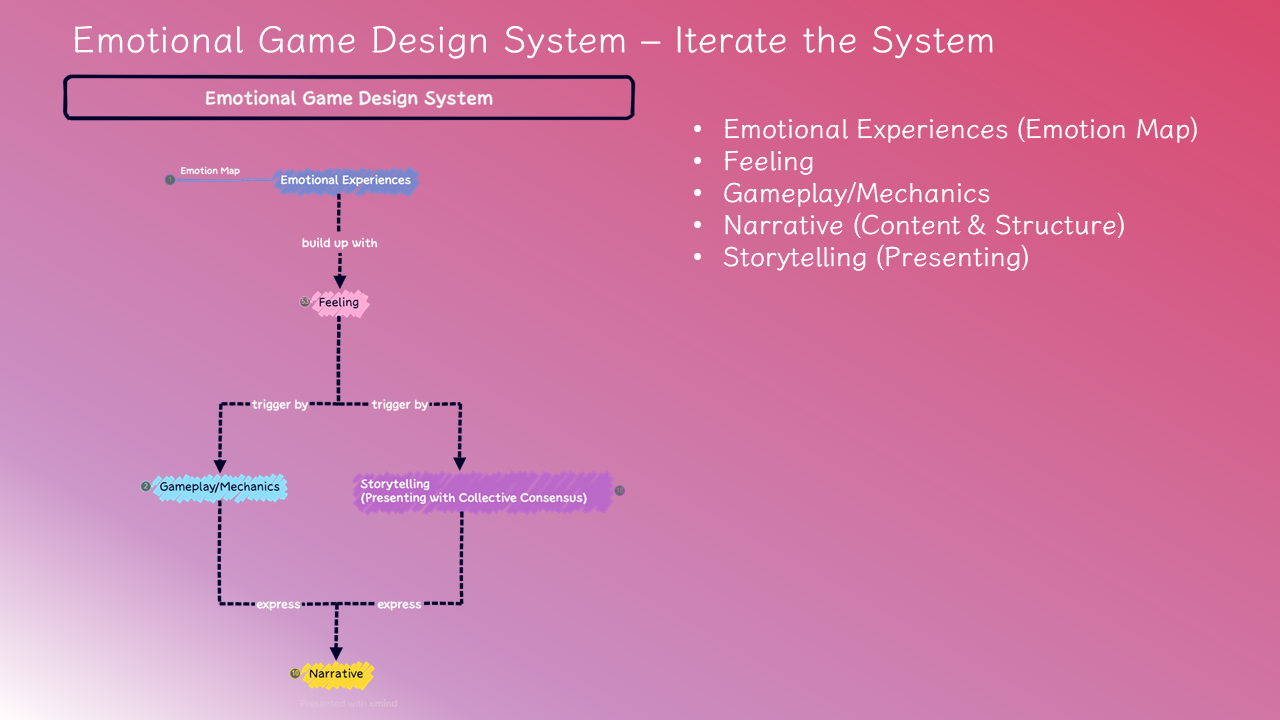 Emotional Game Design System – Iterate the System
Emotional Game Design System
Emotion Map
Emotional Experiences
build up with
Feeling
trigger by
trigger by
2
Gameplay/Mechanics
Storytelling
(Presenting with Collective Consensus)
express
express
Narrative
Presented with xmind
• Emotional Experiences (Emotion Map)
• Feeling
• Gameplay/Mechanics
• Narrative (Content & Structure)
• Storytelling (Presenting)